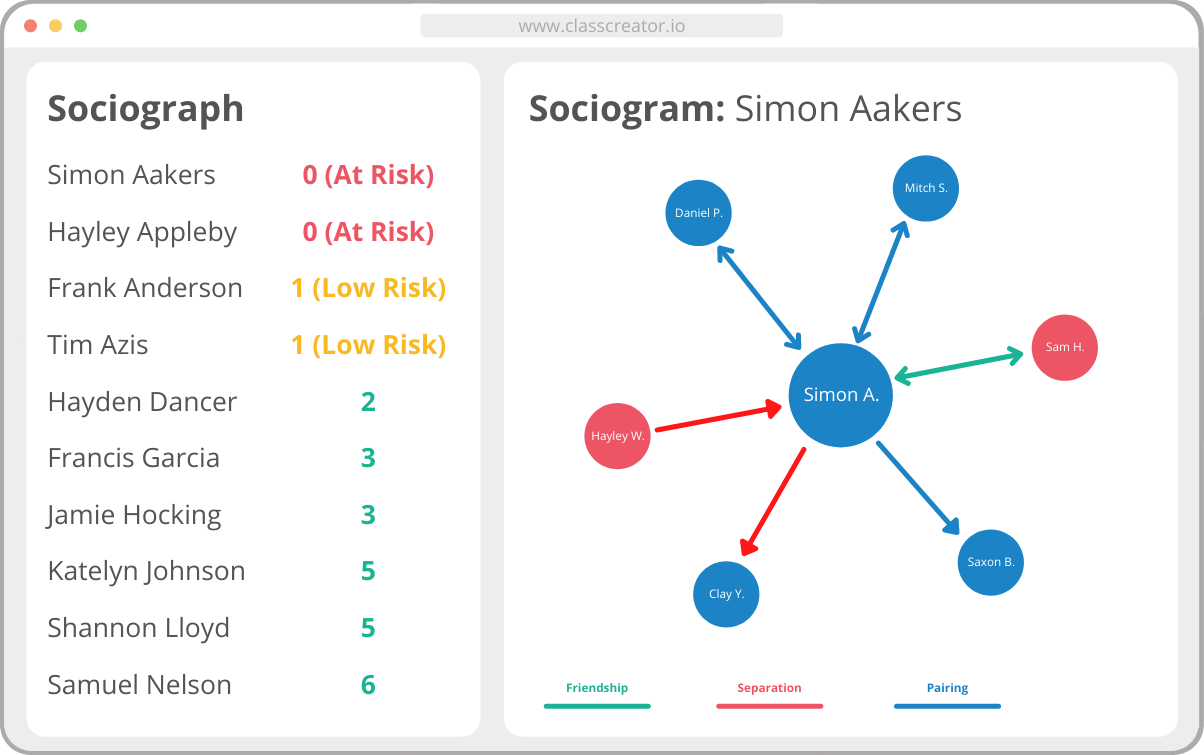 www.classcreator.io
Sociograph
Simon Aakers 0 (At Risk)
Hayley Appleby 0 (At Risk)
Frank Anderson 1 (Low Risk)
Tim Azis 1 (Low Risk)
Hayden Dancer 2
Francis Garcia 3
Jamie Hocking 3
Katelyn Johnson 5
Shannon Lloyd 5
Samuel Nelson 6
Sociogram: Simon Aakers
Mitch S.
Daniel P.
Sam H.
Simon A.
Hayley W.
Saxon B.
Clay Y.
Friendship Separation Pairing